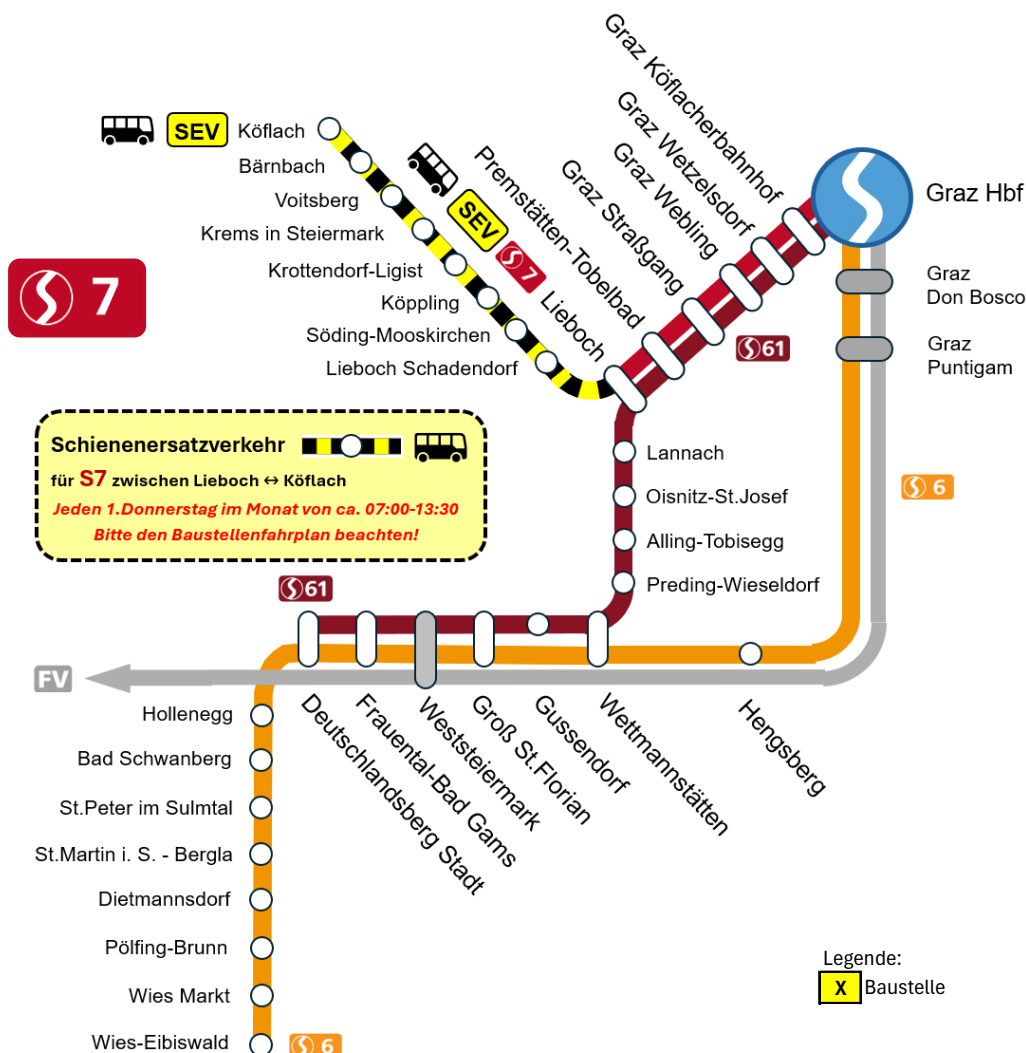 Graz Köflacherbahnhof
Graz Wetzelsdorf
Graz Webling
Graz Straßgang
Premstätten-Tobelbad
Lieboch
Graz Hbf
SEV
Köflach
Bärnbach
Voitsberg
Krems in Steiermark
Krottendorf-Ligist
Köppling
Söding-Mooskirchen
Lieboch Schadendorf
SEV
S 7
S 7
S 61
Graz
Don Bosco
Graz
Puntigam
S 6
Schienenersatzverkehr
für S7 zwischen Lieboch ↔ Köflach
Jeden 1.Donnerstag im Monat von ca. 07:00-13:30
Bitte den Baustellenfahrplan beachten!
Lannach
Oisnitz-St.Josef
Alling-Tobisegg
Preding-Wieseldorf
S 61
FV
Deutschlandsberg Stadt
Frauental-Bad Gams
Weststeiermark
Groß St.Florian
Gussendorf
Wettmannstätten
Hengsberg
Hollenegg
Bad Schwanberg
St.Peter im Sulmtal
St.Martin i. S. - Bergla
Dietmannsdorf
Pölfing-Brunn
Wies Markt
Wies-Eibiswald
S 6
Legende:
X Baustelle